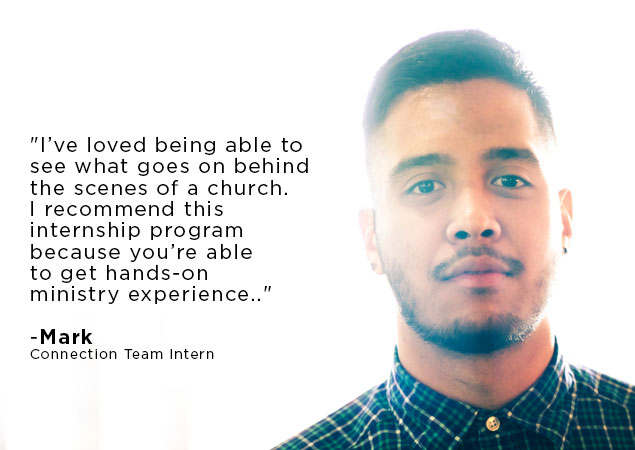 "I’ve loved being able to
see what goes on behind
the scenes of a church.
I recommend this
internship program
because you’re able
to get hands-on
ministry experience.."
-Mark
Connection Team Intern